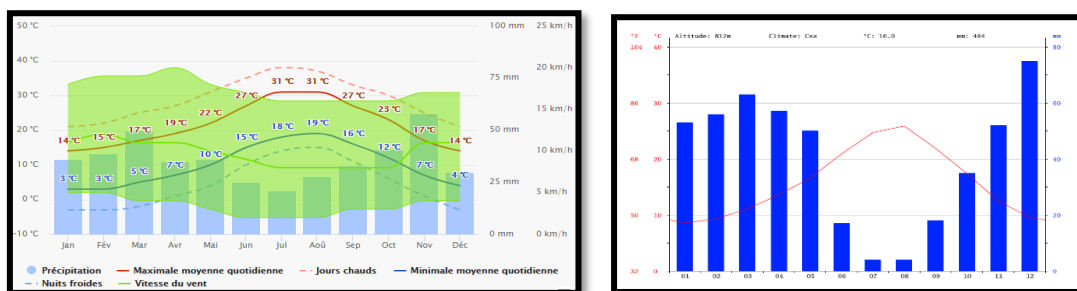 50 °C 100 mm 25 km/h
40 °C 20 km/h
75 mm
30 °C 15 km/h
20 °C 50 mm
10 °C 10 km/h
25 mm
0 °C 5 km/h
-10 °C 0 mm 0 km/h
14 °C 15 °C 17 °C 19 °C 22 °C 27 °C 31 °C 31 °C 27 °C 23 °C 17 °C 14 °C
3 °C 3 °C 5 °C 7 °C 10 °C 15 °C 18 °C 19 °C 16 °C 12 °C 7 °C 4 °C
Jan Fév Mar Avr Mai Jun Jul Aoû Sep Oct Nov Déc
Précipitation Maximale moyenne quotidienne Jours chauds Minimale moyenne quotidienne
Nuits froides Vitesse du vent
°F °C Altitude: 812m Climate: Csa °C: 16.0 mm: 484 mm
104 40 80
86 30 60
68 20 40
50 10 20
32 0 0
01 02 03 04 05 06 07 08 09 10 11 12